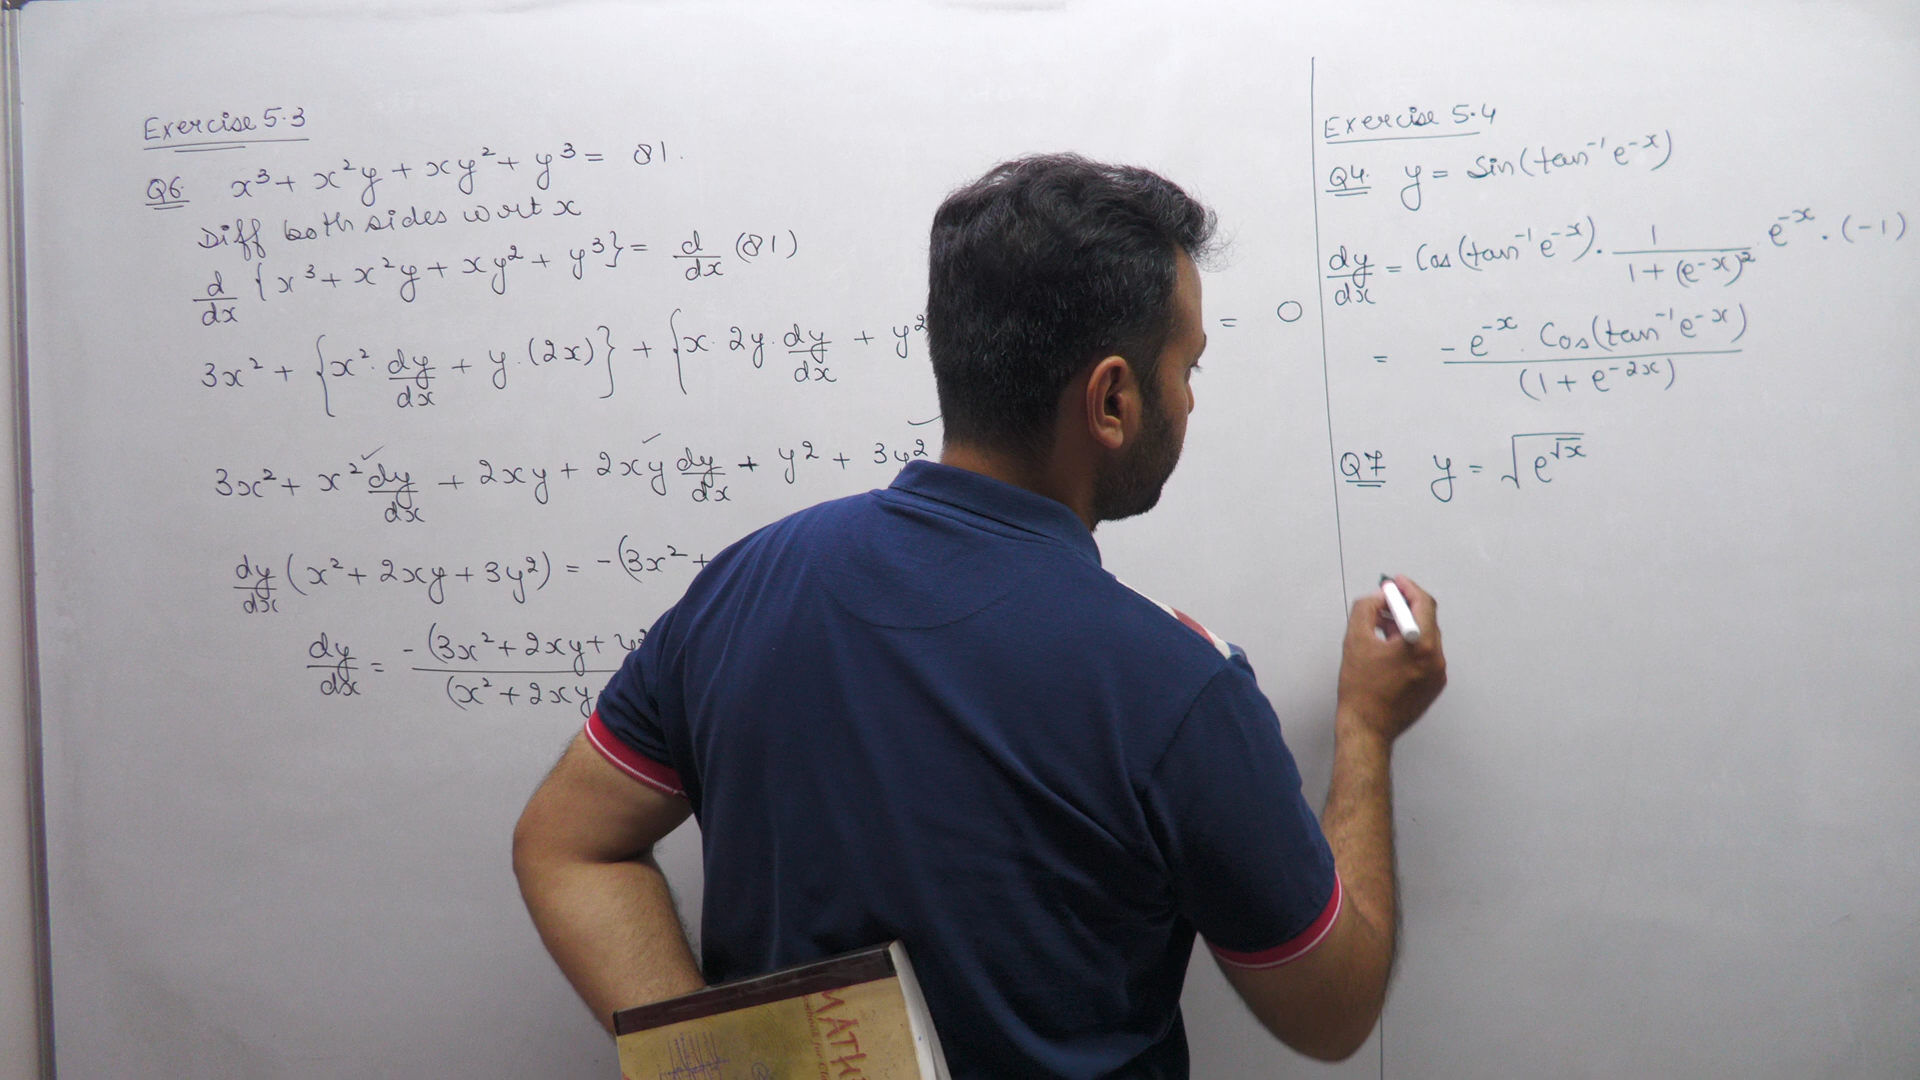 Exercise 5.3
Q6. x³ + x²y + xy² + y³ = 81.
Diff both sides wrt x
d/dx {x³ + x²y + xy² + y³} = d/dx (81)
3x² + {x². dy/dx + y.(2x)} + {x. 2y. dy/dx + y² = 0
3x² + x² dy/dx + 2xy + 2xy dy/dx + y² + 3y²
dy/dx (x² + 2xy + 3y²) = -(3x² +
dy/dx = -(3x² + 2xy + y² / (x² + 2xy
Exercise 5.4
Q4. y = Sin(tan⁻¹ e⁻ˣ)
dy/dx = Cos(tan⁻¹ e⁻ˣ). 1/(1 + (e⁻ˣ)²) . e⁻ˣ . (-1)
= -e⁻ˣ. Cos(tan⁻¹ e⁻ˣ) / (1 + e⁻²ˣ)
Q7 y = √(e^√x)
MATH